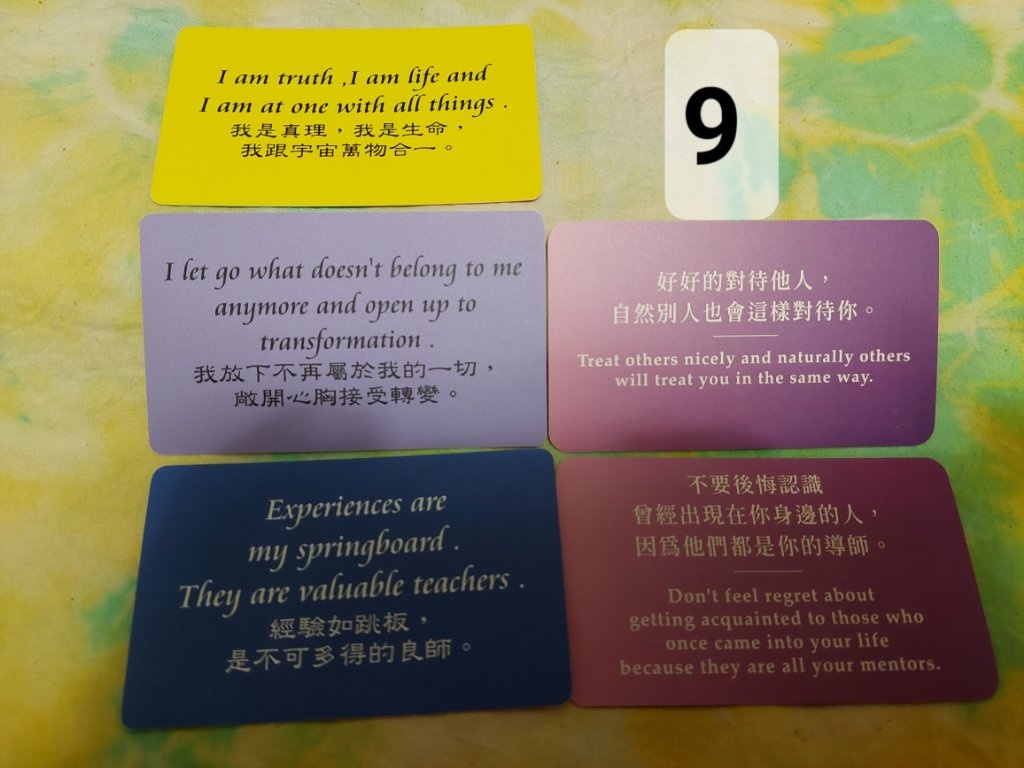 I am truth ,I am life and
I am at one with all things .
我是真理，我是生命，
我跟宇宙萬物合一。
9
I let go what doesn't belong to me
anymore and open up to
transformation .
我放下不再屬於我的一切，
敞開心胸接受轉變。
好好的對待他人，
自然別人也會這樣對待你。
Treat others nicely and naturally others
will treat you in the same way.
Experiences are
my springboard .
They are valuable teachers .
經驗如跳板，
是不可多得的良師。
不要後悔認識
曾經出現在你身邊的人，
因為他們都是你的導師。
Don't feel regret about
getting acquainted to those who
once came into your life
because they are all your mentors.